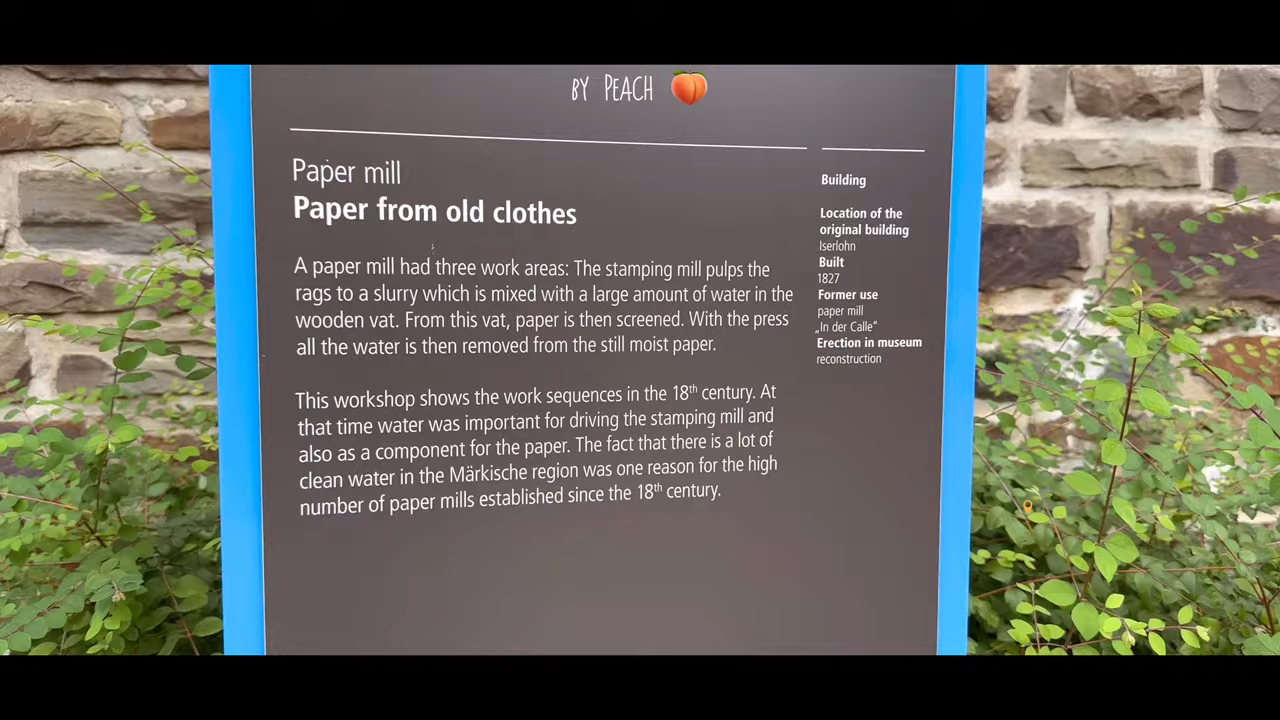 BY PEACH 🍑
Paper mill
Paper from old clothes
A paper mill had three work areas: The stamping mill pulps the
rags to a slurry which is mixed with a large amount of water in the
wooden vat. From this vat, paper is then screened. With the press
all the water is then removed from the still moist paper.
This workshop shows the work sequences in the 18th century. At
that time water was important for driving the stamping mill and
also as a component for the paper. The fact that there is a lot of
clean water in the Märkische region was one reason for the high
number of paper mills established since the 18th century.
Building
Location of the
original building
Iserlohn
Built
1827
Former use
paper mill
„In der Calle“
Erection in museum
reconstruction